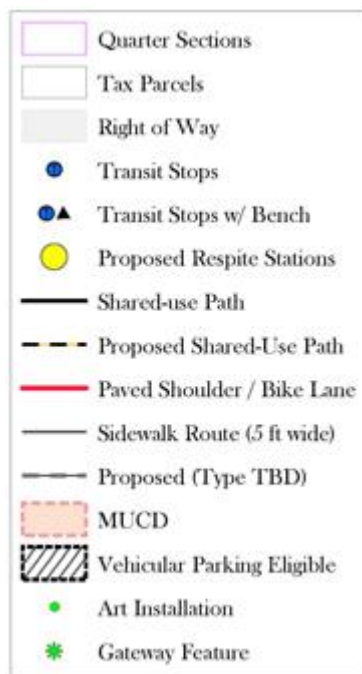 Quarter Sections
Tax Parcels
Right of Way
Transit Stops
Transit Stops w/ Bench
Proposed Respite Stations
Shared-use Path
Proposed Shared-Use Path
Paved Shoulder / Bike Lane
Sidewalk Route (5 ft wide)
Proposed (Type TBD)
MUCD
Vehicular Parking Eligible
Art Installation
Gateway Feature